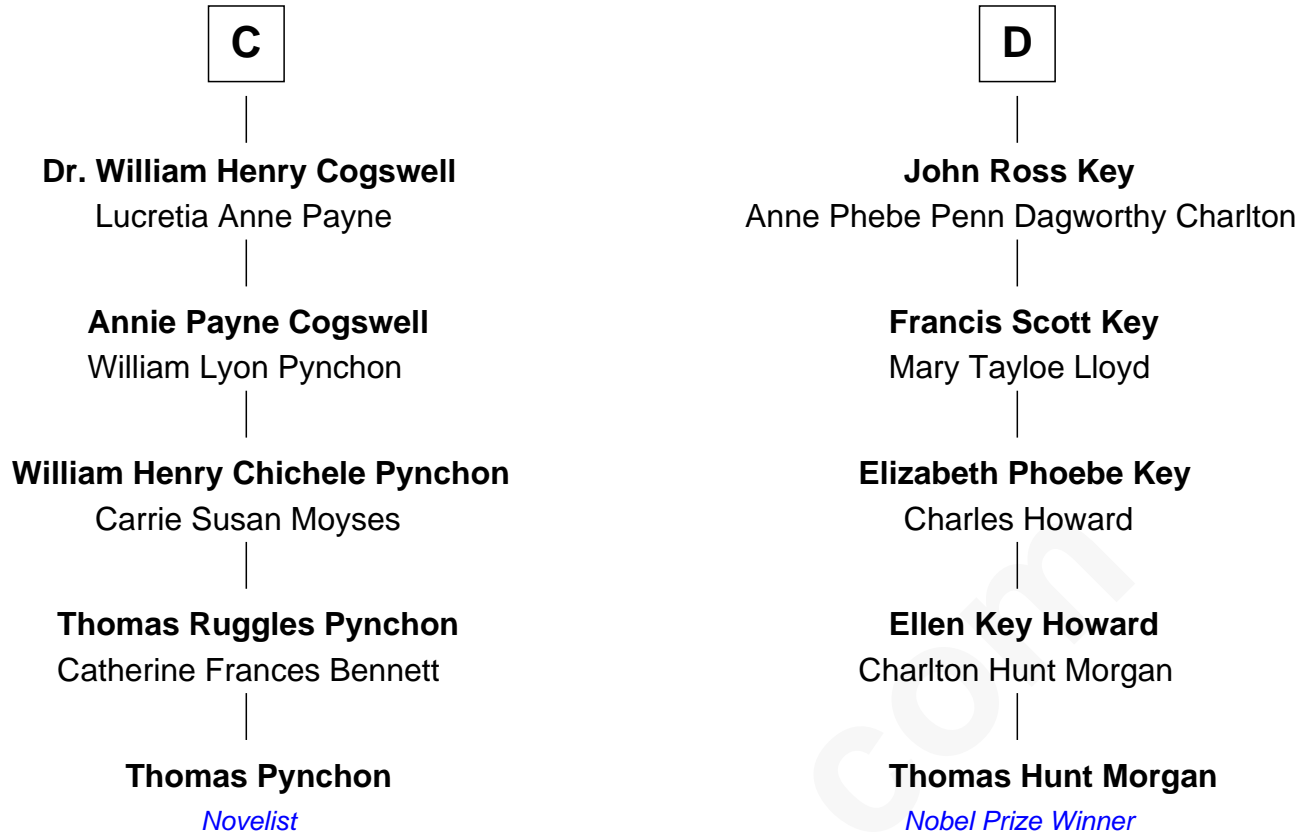 C
Dr. William Henry Cogswell
Lucretia Anne Payne
Annie Payne Cogswell
William Lyon Pynchon
William Henry Chichele Pynchon
Carrie Susan Moyses
Thomas Ruggles Pynchon
Catherine Frances Bennett
Thomas Pynchon
Novelist
D
John Ross Key
Anne Phebe Penn Dagworthy Charlton
Francis Scott Key
Mary Tayloe Lloyd
Elizabeth Phoebe Key
Charles Howard
Ellen Key Howard
Charlton Hunt Morgan
Thomas Hunt Morgan
Nobel Prize Winner
com